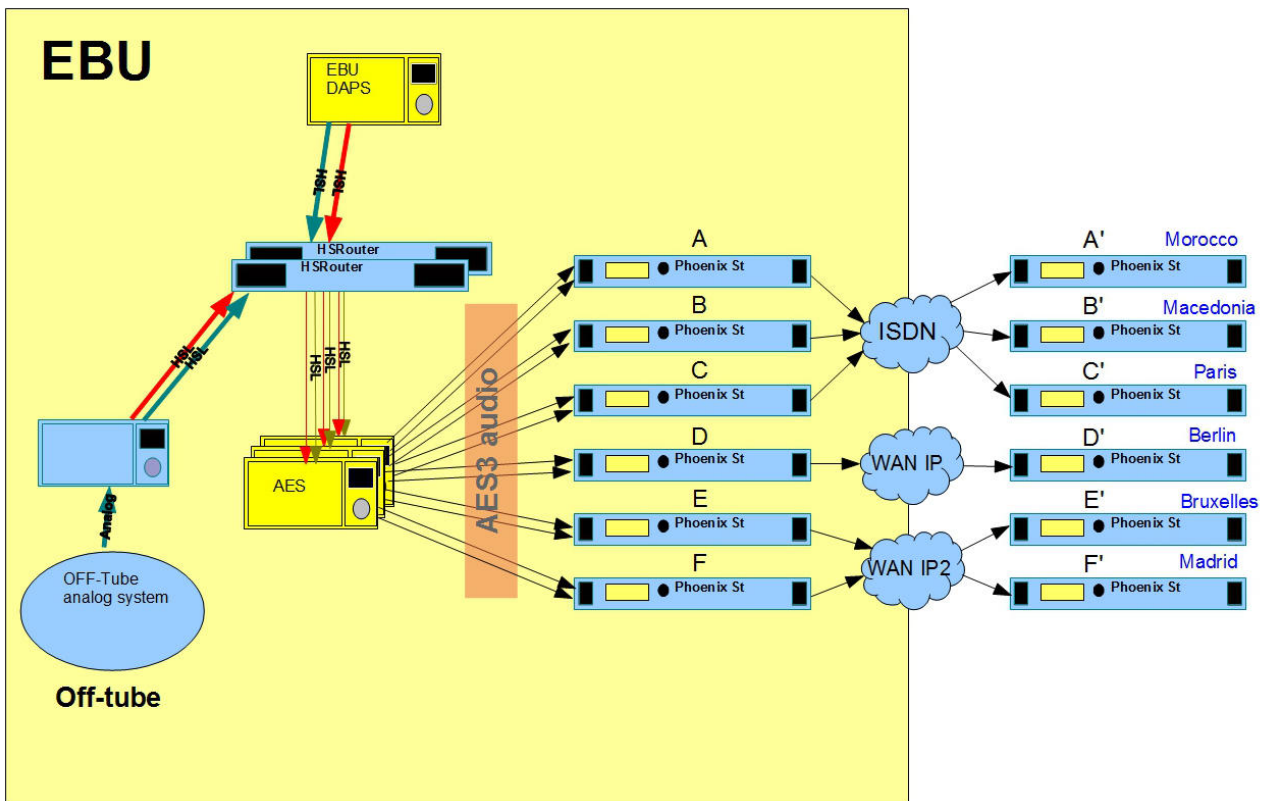 EBU
EBU
DAPS
HSL
HSL
HSRouter
HSRouter
HSL
HSL
HSL
HSL
HSL
Analog
OFF-Tube
analog system
Off-tube
AES
AES3 audio
A
Phoenix St
B
Phoenix St
C
Phoenix St
D
Phoenix St
E
Phoenix St
F
Phoenix St
ISDN
WAN IP
WAN IP2
A' Morocco
Phoenix St
B' Macedonia
Phoenix St
C' Paris
Phoenix St
D' Berlin
Phoenix St
E' Bruxelles
Phoenix St
F' Madrid
Phoenix St